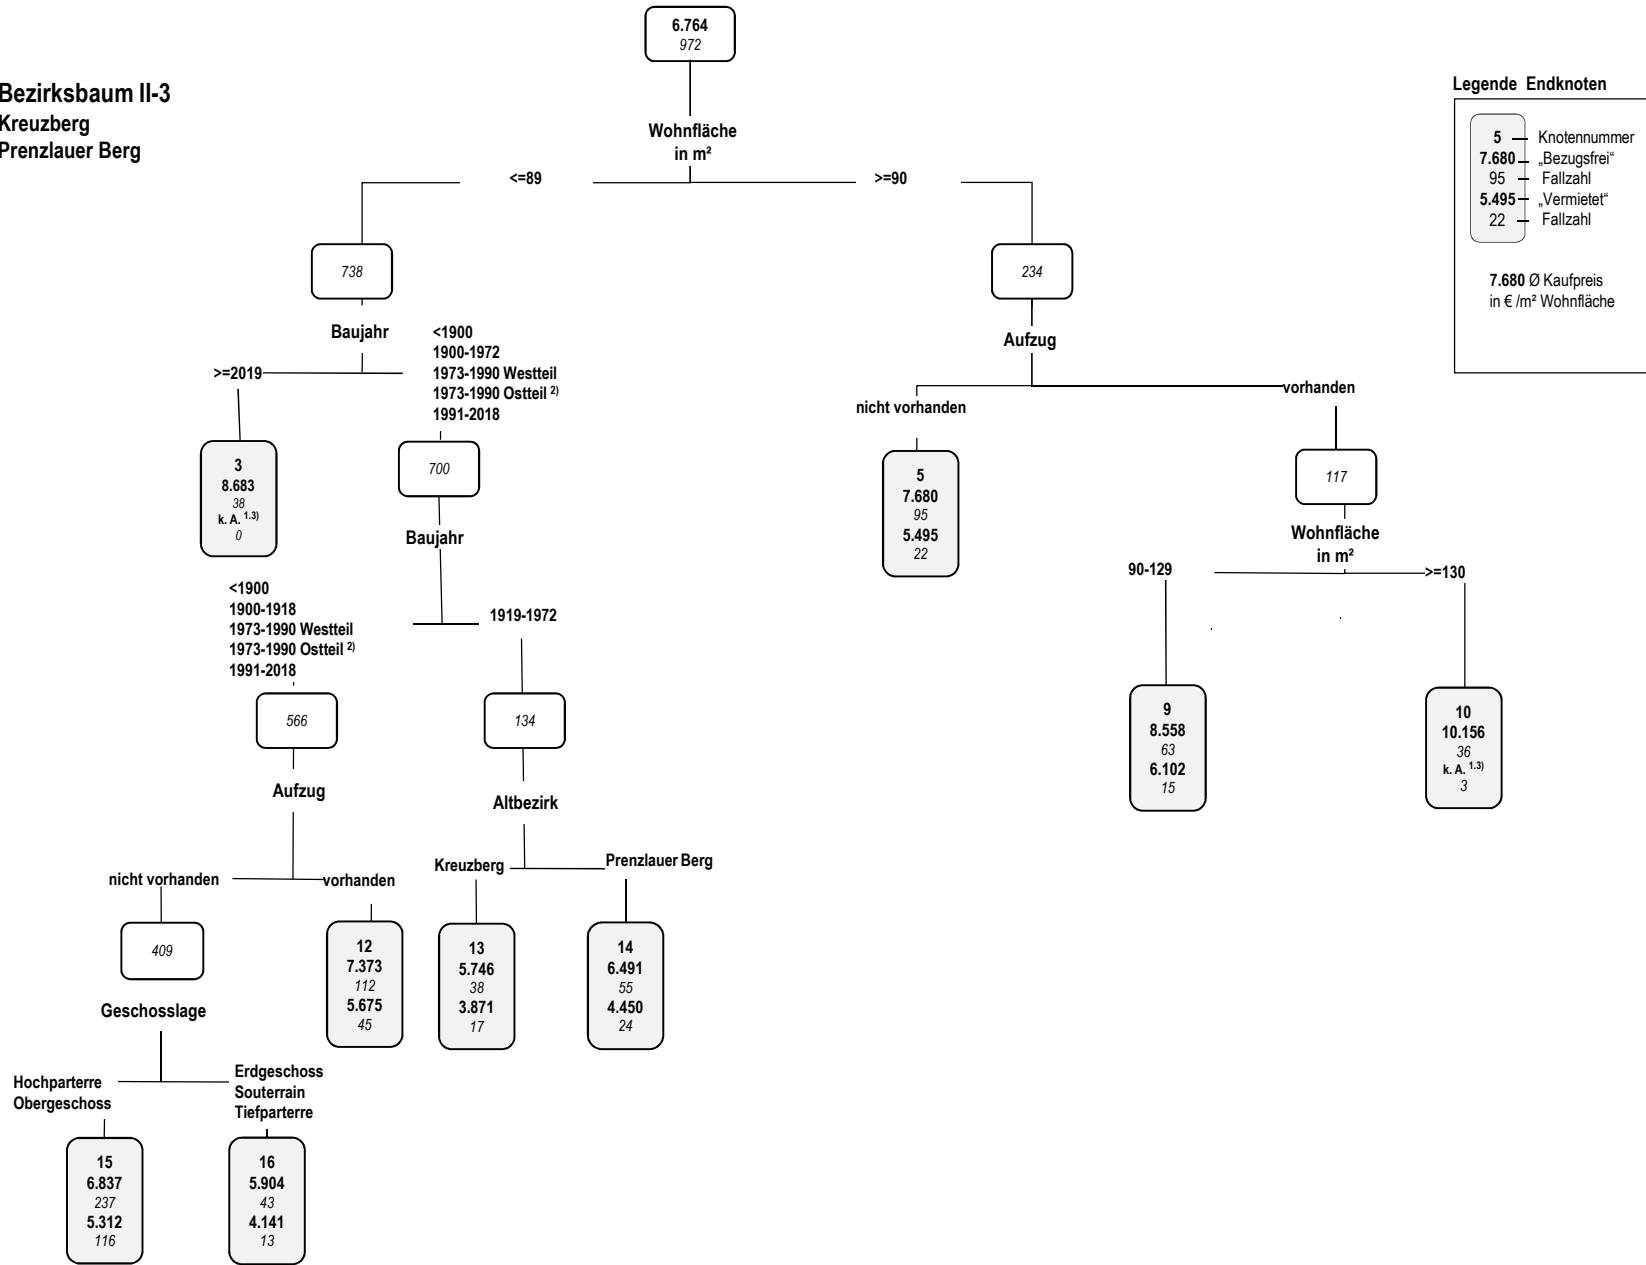 6.764
972
Bezirksbaum II-3
Kreuzberg
Prenzlauer Berg
Legende Endknoten
5 Knotennummer
7.680 „Bezugsfrei“
95 Fallzahl
5.495 „Vermietet“
22 Fallzahl
7.680 Ø Kaufpreis
in € /m² Wohnfläche
Wohnfläche
in m²
<=89
>=90
738
234
Baujahr
Aufzug
>=2019
<1900
1900-1972
1973-1990 Westteil
1973-1990 Ostteil 2)
1991-2018
nicht vorhanden
vorhanden
3
8.683
38
k. A. 1.3)
0
700
5
7.680
95
5.495
22
117
Baujahr
Wohnfläche
in m²
90-129
>=130
<1900
1900-1918
1973-1990 Westteil
1973-1990 Ostteil 2)
1991-2018
1919-1972
566
134
9
8.558
63
6.102
15
10
10.156
36
k. A. 1.3)
3
Aufzug
Altbezirk
nicht vorhanden
vorhanden
Kreuzberg
Prenzlauer Berg
409
12
7.373
112
5.675
45
13
5.746
38
3.871
17
14
6.491
55
4.450
24
Geschosslage
Hochparterre
Obergeschoss
Erdgeschoss
Souterrain
Tiefparterre
15
6.837
237
5.312
116
16
5.904
43
4.141
13